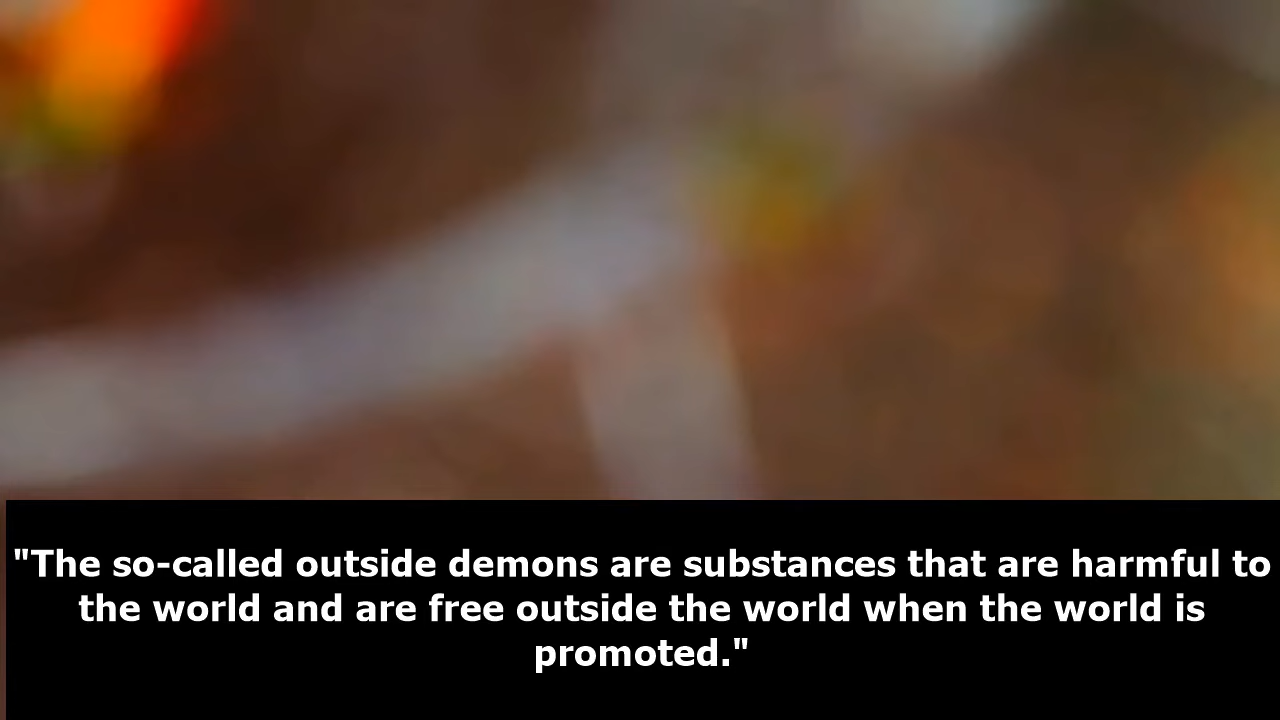 "The so-called outside demons are substances that are harmful to
the world and are free outside the world when the world is
promoted."